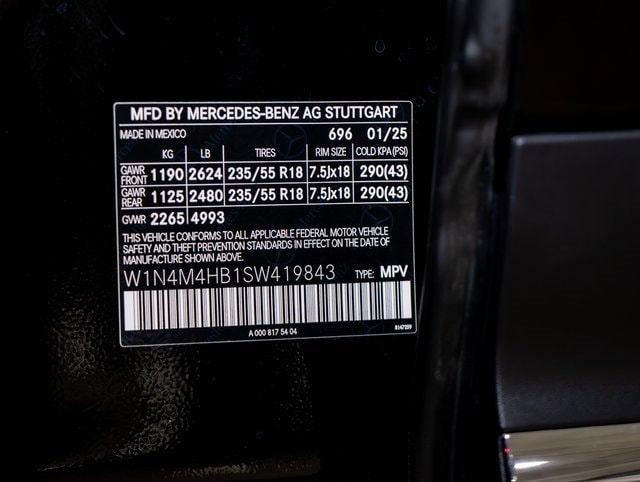 MFD BY MERCEDES-BENZ AG STUTTGART
MADE IN MEXICO 696 01/25
KG LB TIRES RIM SIZE COLD KPA(PSI)
GAWR FRONT 1190 2624 235/55 R18 7.5Jx18 290(43)
GAWR REAR 1125 2480 235/55 R18 7.5Jx18 290(43)
GVWR 2265 4993
THIS VEHICLE CONFORMS TO ALL APPLICABLE FEDERAL MOTOR VEHICLE
SAFETY AND THEFT PREVENTION STANDARDS IN EFFECT ON THE DATE OF
MANUFACTURE SHOWN ABOVE.
W1N4M4HB1SW419843 TYPE: MPV
A 000 817 54 04 8147259